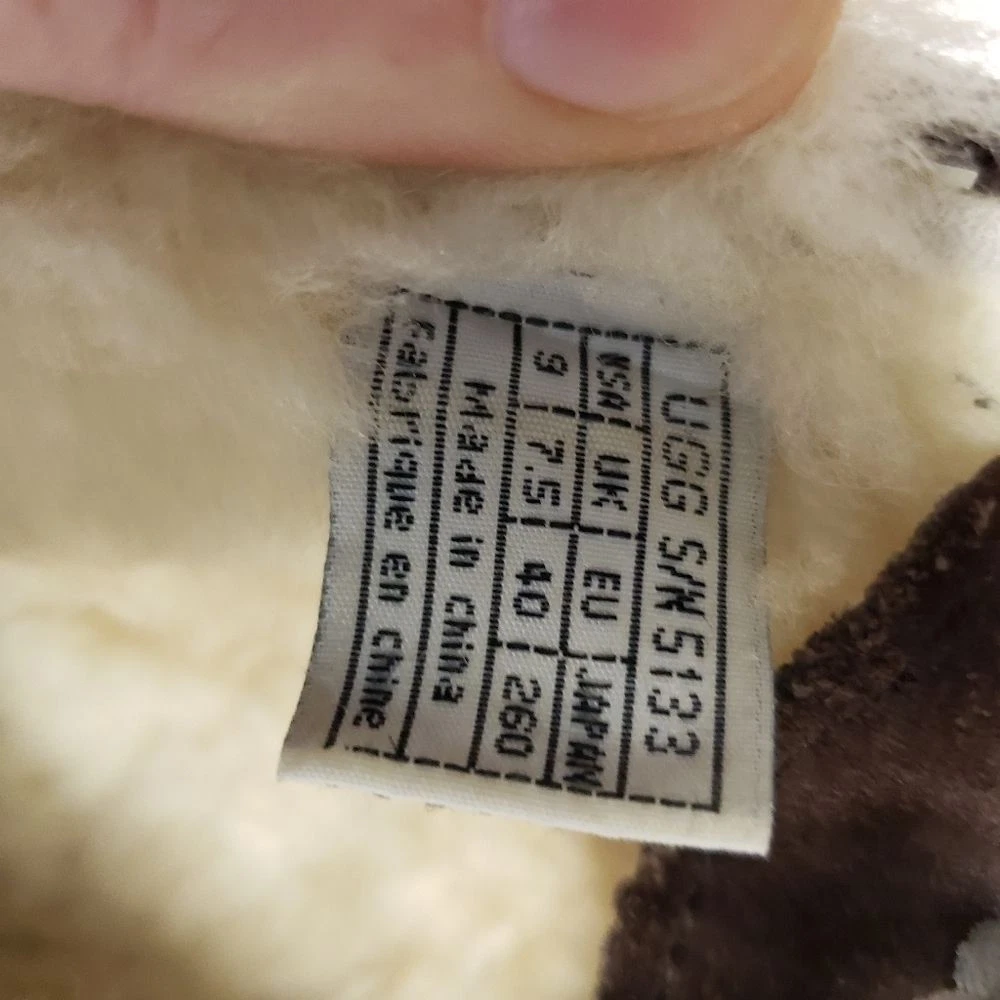 UGG S/N 5133
USA UK EU JAPAN
9 7.5 40 260
Made in china
Fabrique en chine